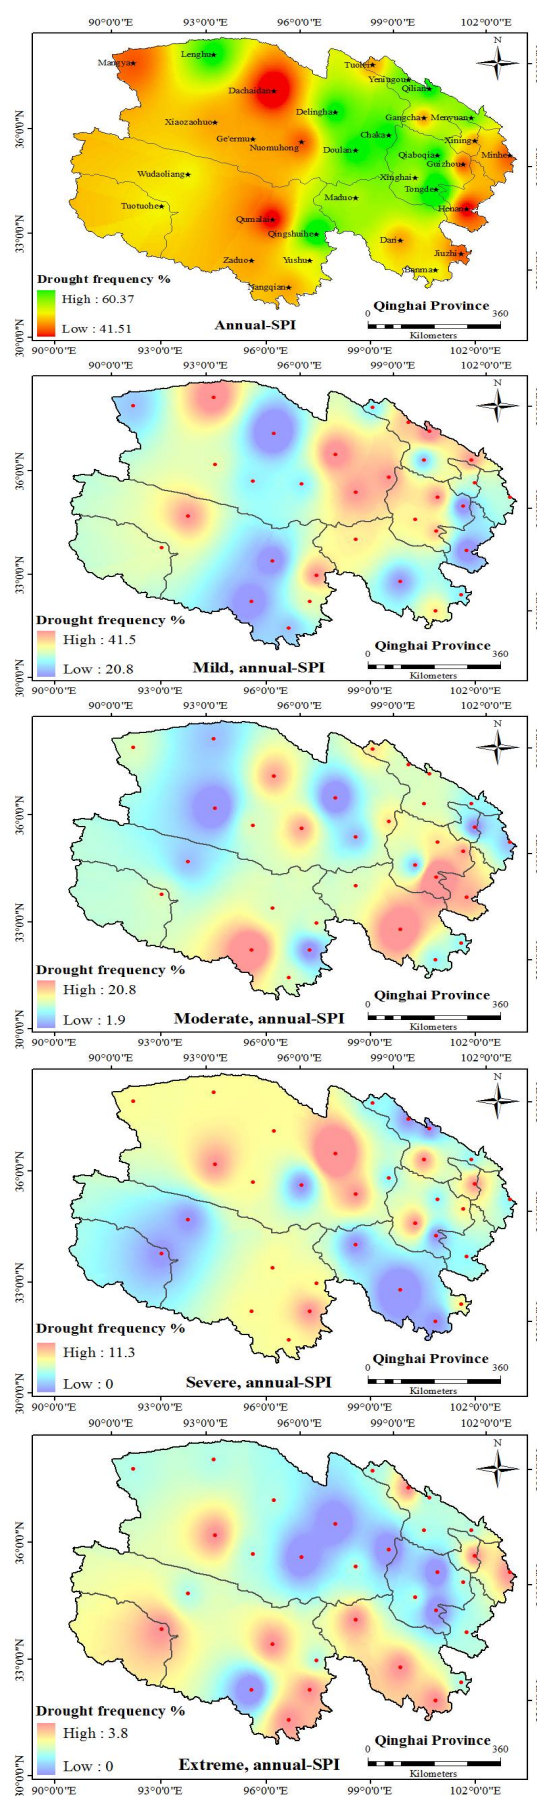 N
Lenghu
Mangya
Tuolei
Yeniugou
Qilian
Dachaidan
Delingha
Gangcha
Menyuan
Xiaozaohuo
Chaka
Ge'ermu
Nuomuhong
Xining
Doulan
Qiaboqia
Minhe
Guizhou
Wudaoliang
Xinghai
Tongde
Tuotuohe
Maduo
Henan
Qumalai
Qingshuihe
Dari
Jiuzhi
Zaduo
Yushu
Banma
Nangqian
36°0'0"N
33°0'0"N
30°0'0"N
Drought frequency %
High : 60.37
Low : 41.51
Annual-SPI
Qinghai Province
0 360
Kilometers
90°0'0"E 93°0'0"E 96°0'0"E 99°0'0"E 102°0'0"E
N
36°0'0"N
33°0'0"N
30°0'0"N
Drought frequency %
High : 41.5
Low : 20.8
Mild, annual-SPI
Qinghai Province
0 360
Kilometers
90°0'0"E 93°0'0"E 96°0'0"E 99°0'0"E 102°0'0"E
N
36°0'0"N
33°0'0"N
30°0'0"N
Drought frequency %
High : 20.8
Low : 1.9
Moderate, annual-SPI
Qinghai Province
0 360
Kilometers
90°0'0"E 93°0'0"E 96°0'0"E 99°0'0"E 102°0'0"E
N
36°0'0"N
33°0'0"N
30°0'0"N
Drought frequency %
High : 11.3
Low : 0
Severe, annual-SPI
Qinghai Province
0 360
Kilometers
90°0'0"E 93°0'0"E 96°0'0"E 99°0'0"E 102°0'0"E
N
36°0'0"N
33°0'0"N
30°0'0"N
Drought frequency %
High : 3.8
Low : 0
Extreme, annual-SPI
Qinghai Province
0 360
Kilometers
90°0'0"E 93°0'0"E 96°0'0"E 99°0'0"E 102°0'0"E